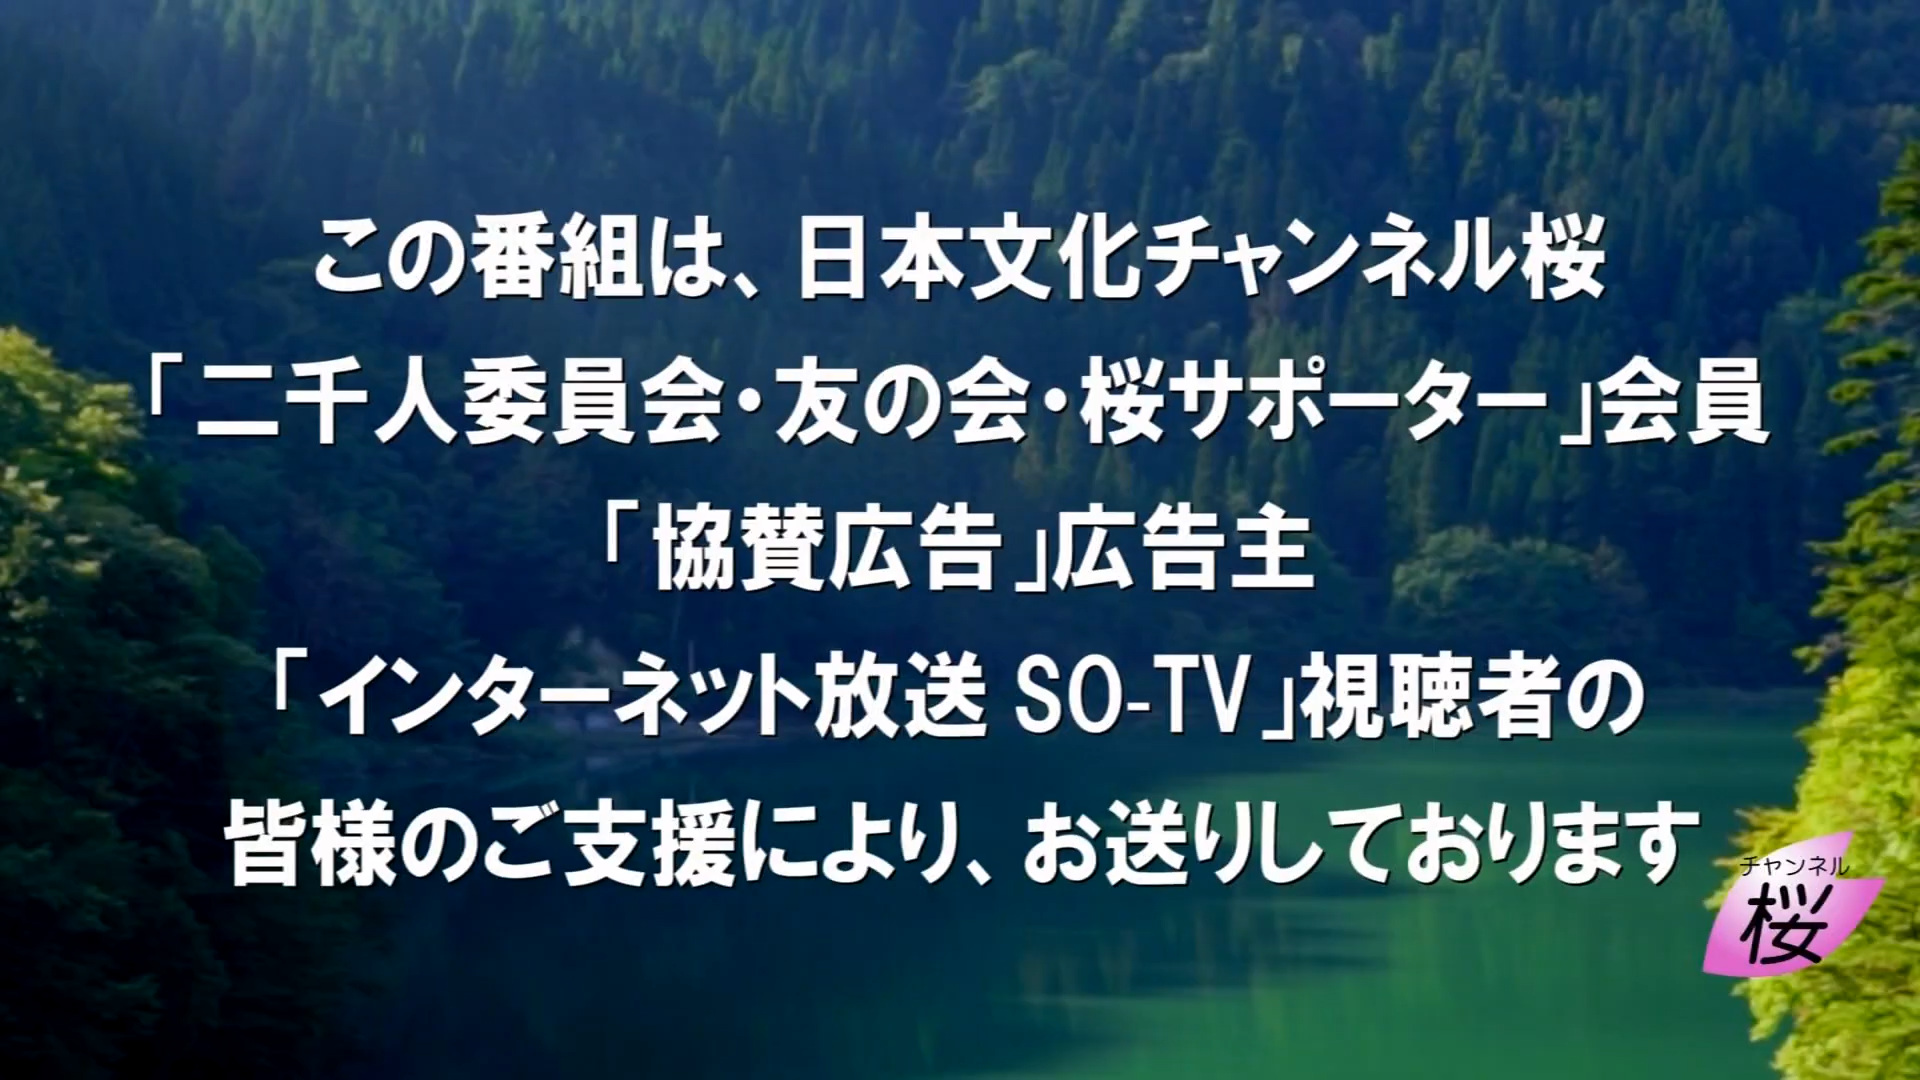 この番組は、日本文化チャンネル桜
「二千人委員会・友の会・桜サポーター」会員
「協賛広告」広告主
「インターネット放送 SO-TV」視聴者の
皆様のご支援により、お送りしております
チャンネル
桜